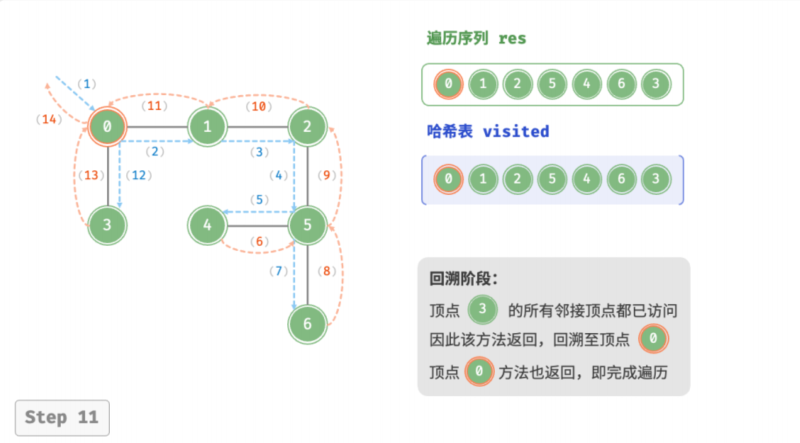 遍历序列 res
0 1 2 5 4 6 3
哈希表 visited
0 1 2 5 4 6 3
(1)
(14)
(11)
(10)
0
1
2
(2)
(3)
(13)
(12)
(4)
(9)
(5)
3
4
5
(6)
(7)
(8)
6
回溯阶段：
顶点 3 的所有邻接顶点都已访问
因此该方法返回，回溯至顶点 0
顶点 0 方法也返回，即完成遍历
Step 11